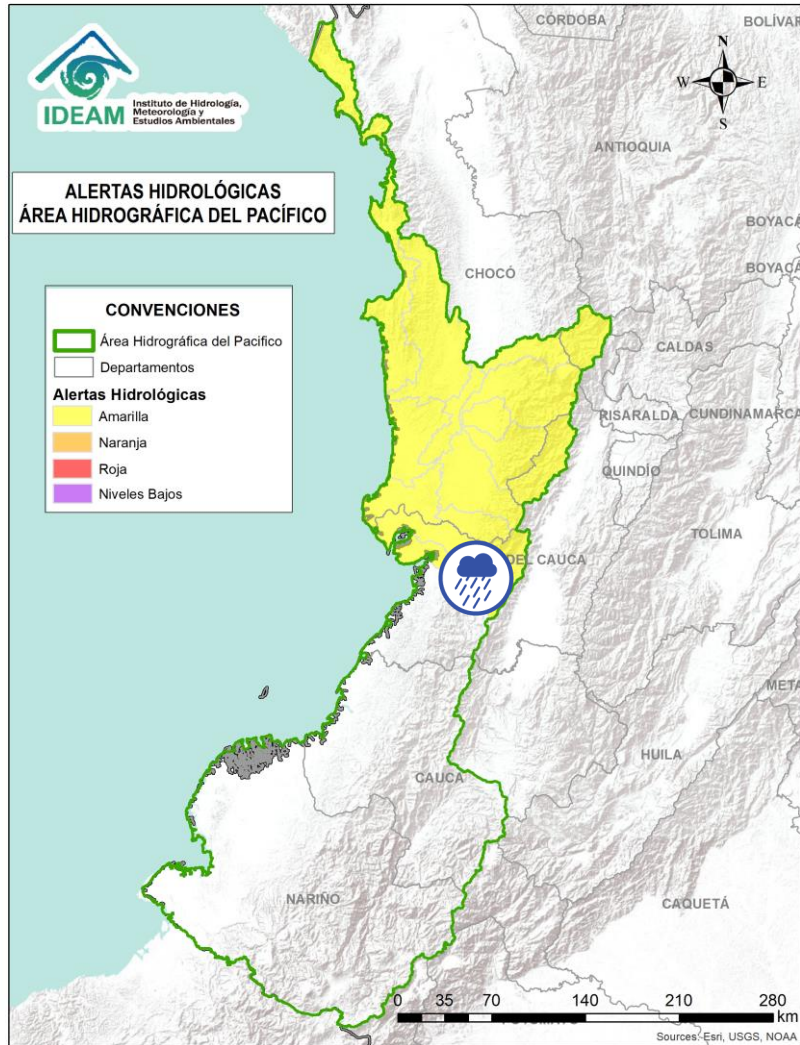 IDEAM
Instituto de Hidrología,
Meteorología y
Estudios Ambientales
ALERTAS HIDROLÓGICAS
ÁREA HIDROGRÁFICA DEL PACÍFICO
CONVENCIONES
Área Hidrográfica del Pacifico
Departamentos
Alertas Hidrológicas
Amarilla
Naranja
Roja
Niveles Bajos
N
W E
S
CÓRDOBA
BOLÍVAR
ANTIOQUIA
BOYACÁ
BOYACÁ
CHOCÓ
CALDAS
RISARALDA
CUNDINAMARCA
QUINDÍO
TOLIMA
DEL CAUCA
META
HUILA
CAUCA
NARIÑO
CAQUETÁ
0 35 70 140 210 280
km
Sources: Esri, USGS, NOAA